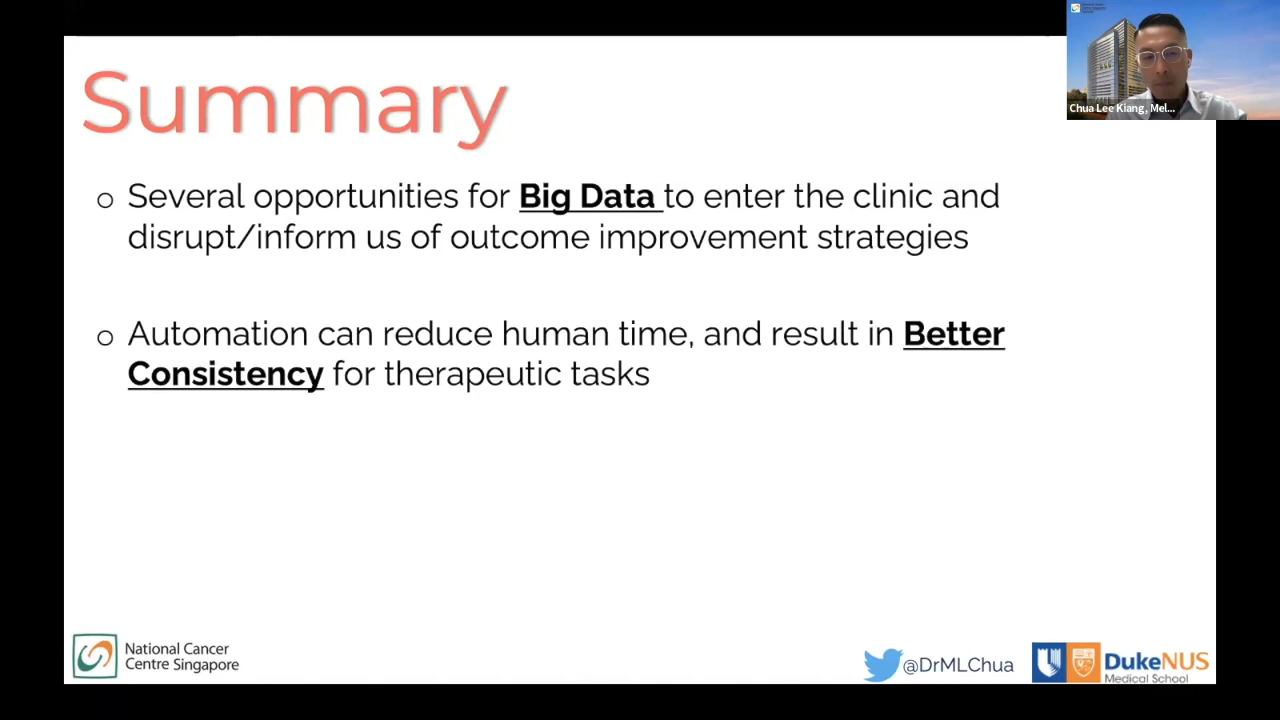 Summary
Chua Lee Kiang, Mel...
o Several opportunities for Big Data to enter the clinic and
disrupt/inform us of outcome improvement strategies
o Automation can reduce human time, and result in Better
Consistency for therapeutic tasks
National Cancer
Centre Singapore
@DrMLChua
DukeNUS
Medical School